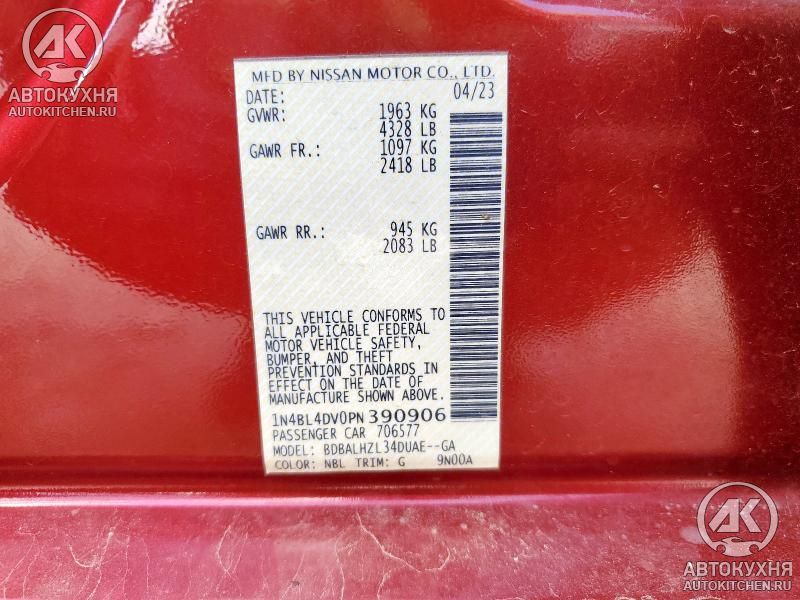 AK
АВТОКУХНЯ
AUTOKITCHEN.RU
MFD BY NISSAN MOTOR CO., LTD.
DATE: 04/23
GVWR: 1963 KG
4328 LB
GAWR FR.: 1097 KG
2418 LB
GAWR RR.: 945 KG
2083 LB
THIS VEHICLE CONFORMS TO
ALL APPLICABLE FEDERAL
MOTOR VEHICLE SAFETY,
BUMPER, AND THEFT
PREVENTION STANDARDS IN
EFFECT ON THE DATE OF
MANUFACTURE SHOWN ABOVE.
1N4BL4DV0PN390906
PASSENGER CAR 706577
MODEL: BDBALHZL34DUAE--GA
COLOR: NBL TRIM: G 9N00A
AK
АВТОКУХНЯ
AUTOKITCHEN.RU